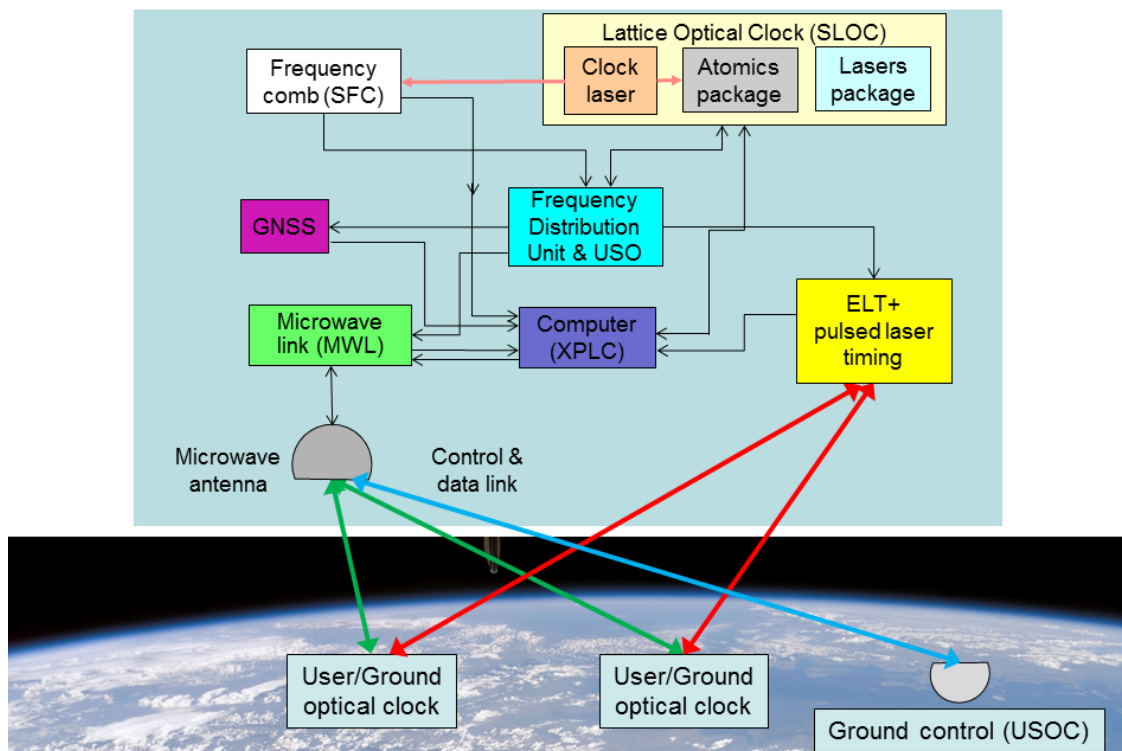 Lattice Optical Clock (SLOC)
Frequency
comb (SFC)
Clock
laser
Atomics
package
Lasers
package
GNSS
Frequency
Distribution
Unit & USO
Microwave
link (MWL)
Computer
(XPLC)
ELT+
pulsed laser
timing
Microwave
antenna
Control &
data link
User/Ground
optical clock
User/Ground
optical clock
Ground control (USOC)